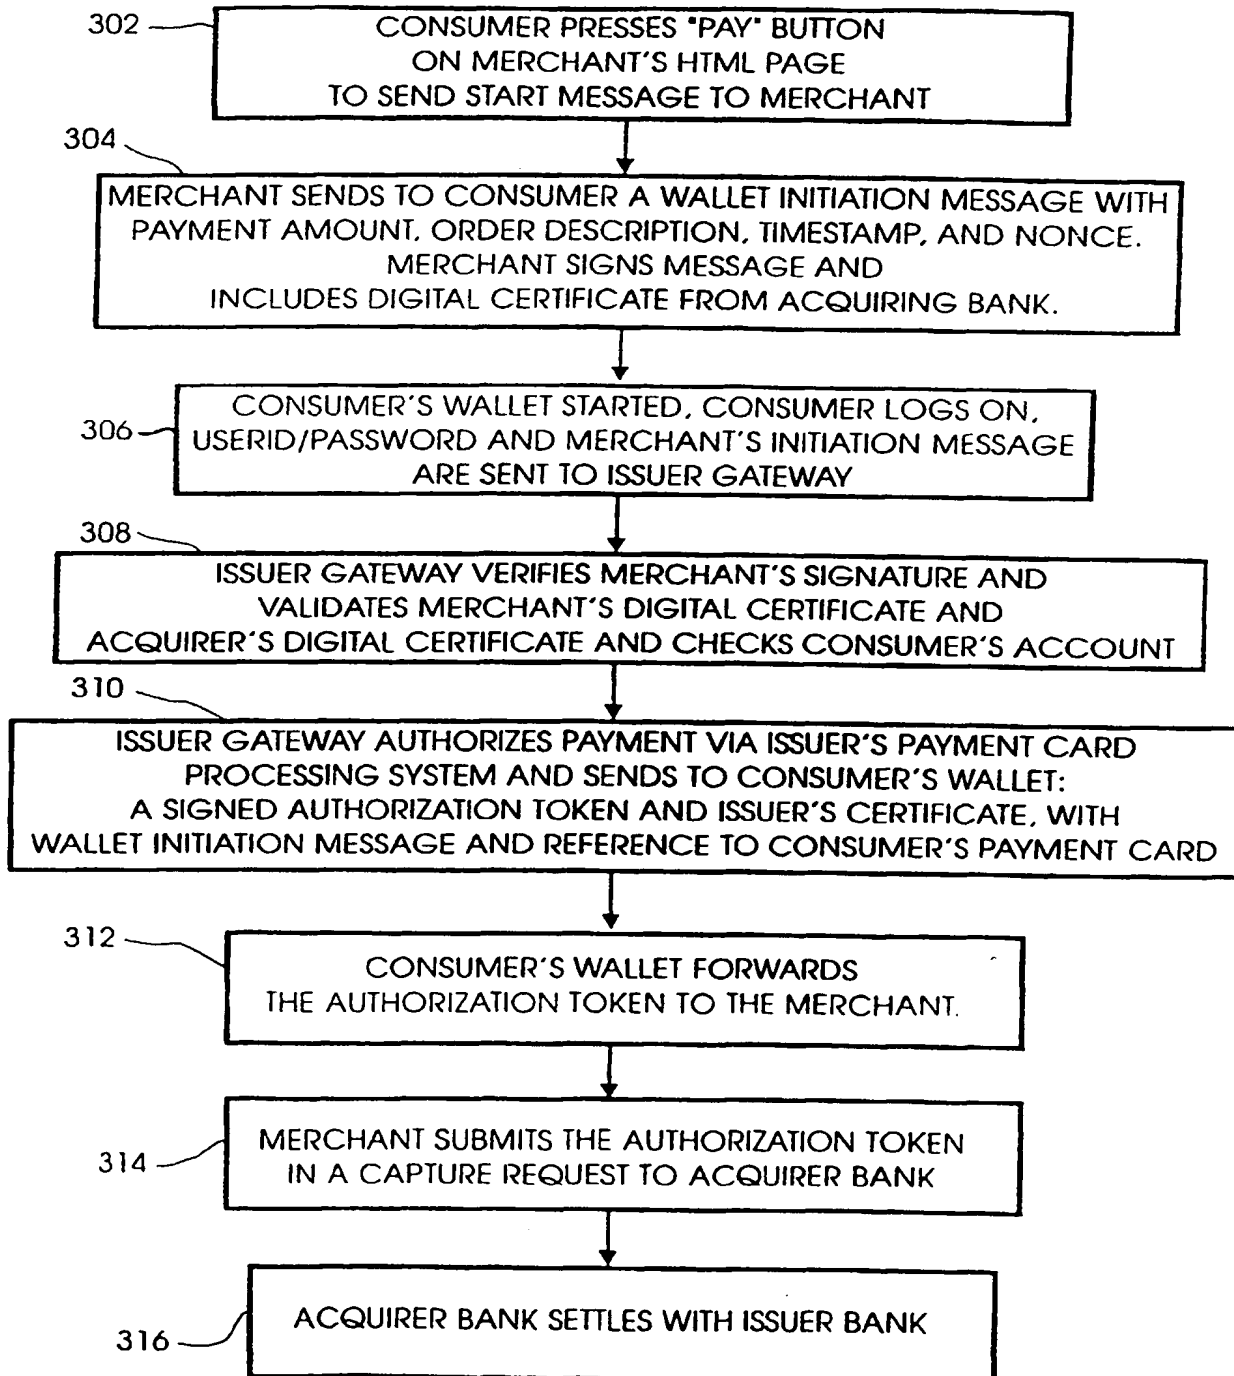 302
CONSUMER PRESSES "PAY" BUTTON
ON MERCHANT'S HTML PAGE
TO SEND START MESSAGE TO MERCHANT
304
MERCHANT SENDS TO CONSUMER A WALLET INITIATION MESSAGE WITH
PAYMENT AMOUNT, ORDER DESCRIPTION, TIMESTAMP, AND NONCE.
MERCHANT SIGNS MESSAGE AND
INCLUDES DIGITAL CERTIFICATE FROM ACQUIRING BANK.
306
CONSUMER'S WALLET STARTED, CONSUMER LOGS ON,
USERID/PASSWORD AND MERCHANT'S INITIATION MESSAGE
ARE SENT TO ISSUER GATEWAY
308
ISSUER GATEWAY VERIFIES MERCHANT'S SIGNATURE AND
VALIDATES MERCHANT'S DIGITAL CERTIFICATE AND
ACQUIRER'S DIGITAL CERTIFICATE AND CHECKS CONSUMER'S ACCOUNT
310
ISSUER GATEWAY AUTHORIZES PAYMENT VIA ISSUER'S PAYMENT CARD
PROCESSING SYSTEM AND SENDS TO CONSUMER'S WALLET:
A SIGNED AUTHORIZATION TOKEN AND ISSUER'S CERTIFICATE, WITH
WALLET INITIATION MESSAGE AND REFERENCE TO CONSUMER'S PAYMENT CARD
312
CONSUMER'S WALLET FORWARDS
THE AUTHORIZATION TOKEN TO THE MERCHANT.
314
MERCHANT SUBMITS THE AUTHORIZATION TOKEN
IN A CAPTURE REQUEST TO ACQUIRER BANK
316
ACQUIRER BANK SETTLES WITH ISSUER BANK